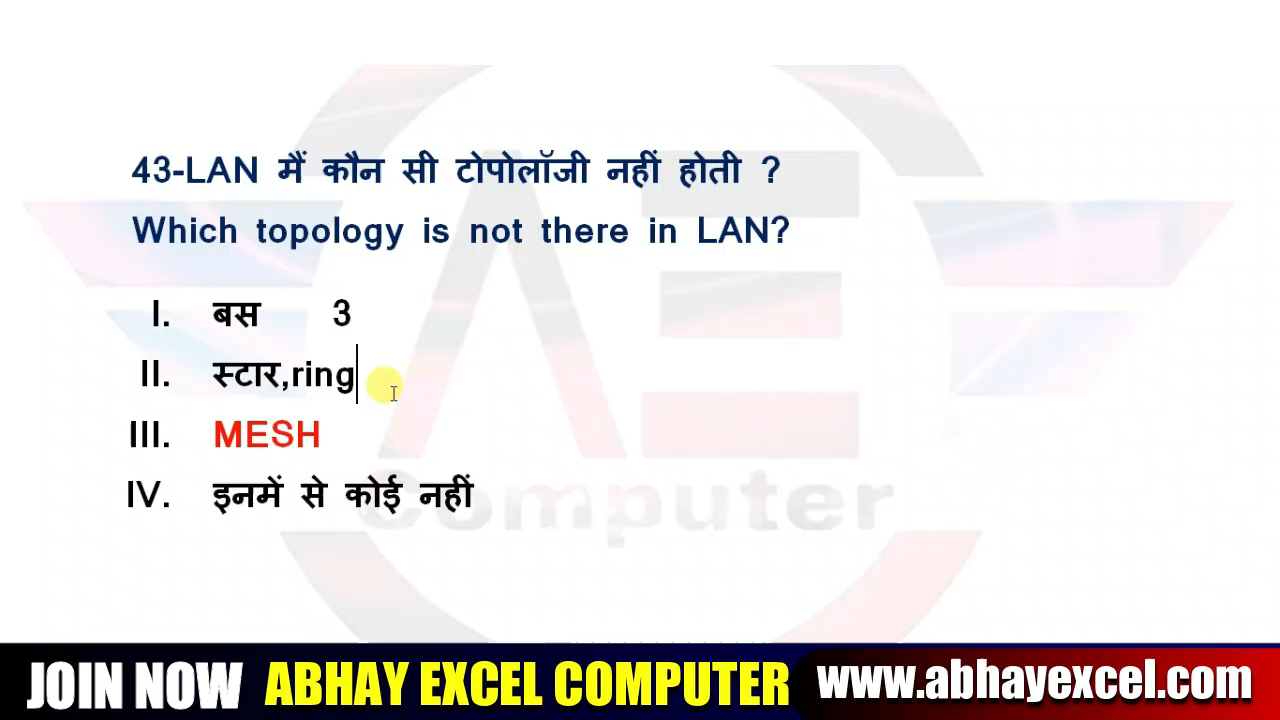 43-LAN मैं कौन सी टोपोलॉजी नहीं होती ?
Which topology is not there in LAN?
I. बस 3
II. स्टार,ring
III. MESH
IV. इनमें से कोई नहीं
Computer
JOIN NOW ABHAY EXCEL COMPUTER www.abhayexcel.com